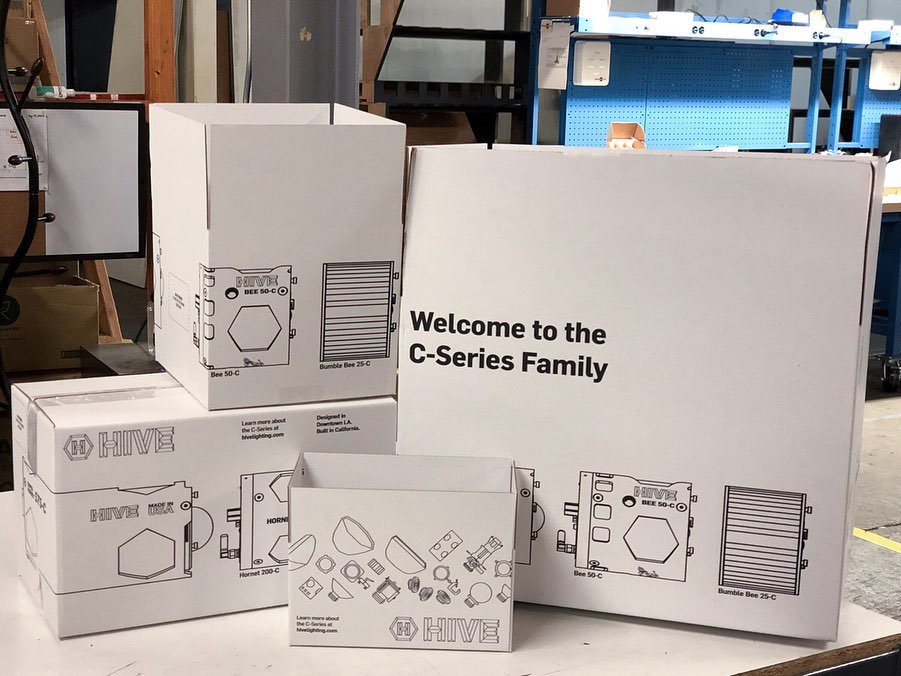 HIVE
BEE 50-C
Bee 50-C
Bumble Bee 25-C
Welcome to the
C-Series Family
HIVE
Learn more about
the C-Series at
hivelighting.com
Designed in
Downtown L.A.
Built in California.
HIVE
MADE IN
USA
Hornet 200-C
Learn more about
the C-Series at
hivelighting.com
HIVE
HIVE
BEE 50-C
Bee 50-C
Bumble Bee 25-C